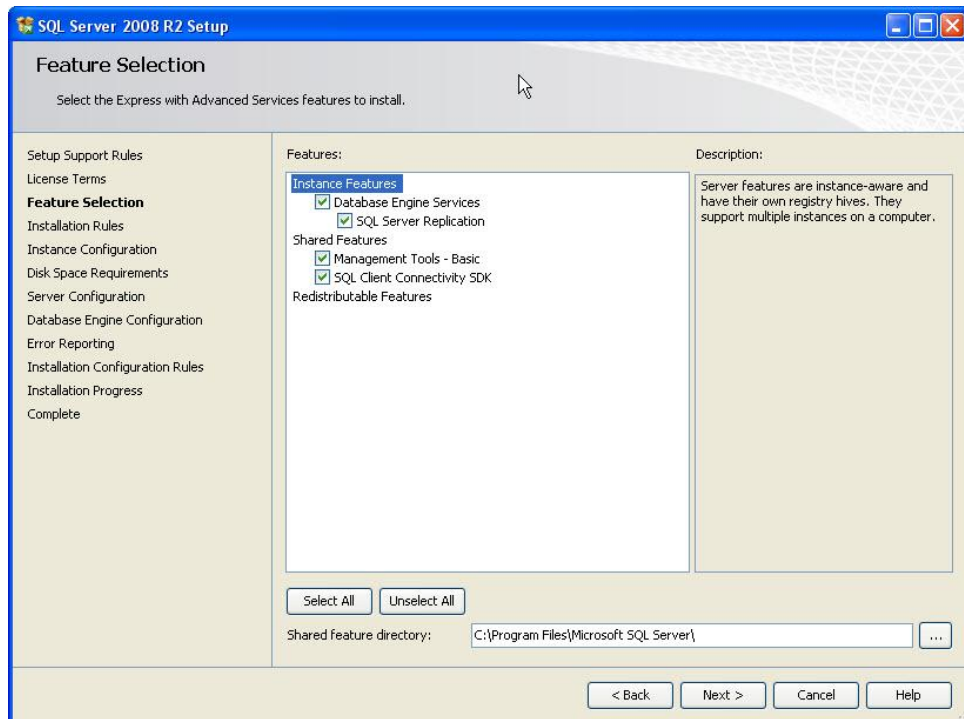 SQL Server 2008 R2 Setup
Feature Selection
Select the Express with Advanced Services features to install.
Setup Support Rules
License Terms
Feature Selection
Installation Rules
Instance Configuration
Disk Space Requirements
Server Configuration
Database Engine Configuration
Error Reporting
Installation Configuration Rules
Installation Progress
Complete
Features:
Instance Features
Database Engine Services
SQL Server Replication
Shared Features
Management Tools - Basic
SQL Client Connectivity SDK
Redistributable Features
Description:
Server features are instance-aware and
have their own registry hives. They
support multiple instances on a computer.
Select All
Unselect All
Shared feature directory:
C:\Program Files\Microsoft SQL Server\
...
< Back
Next >
Cancel
Help